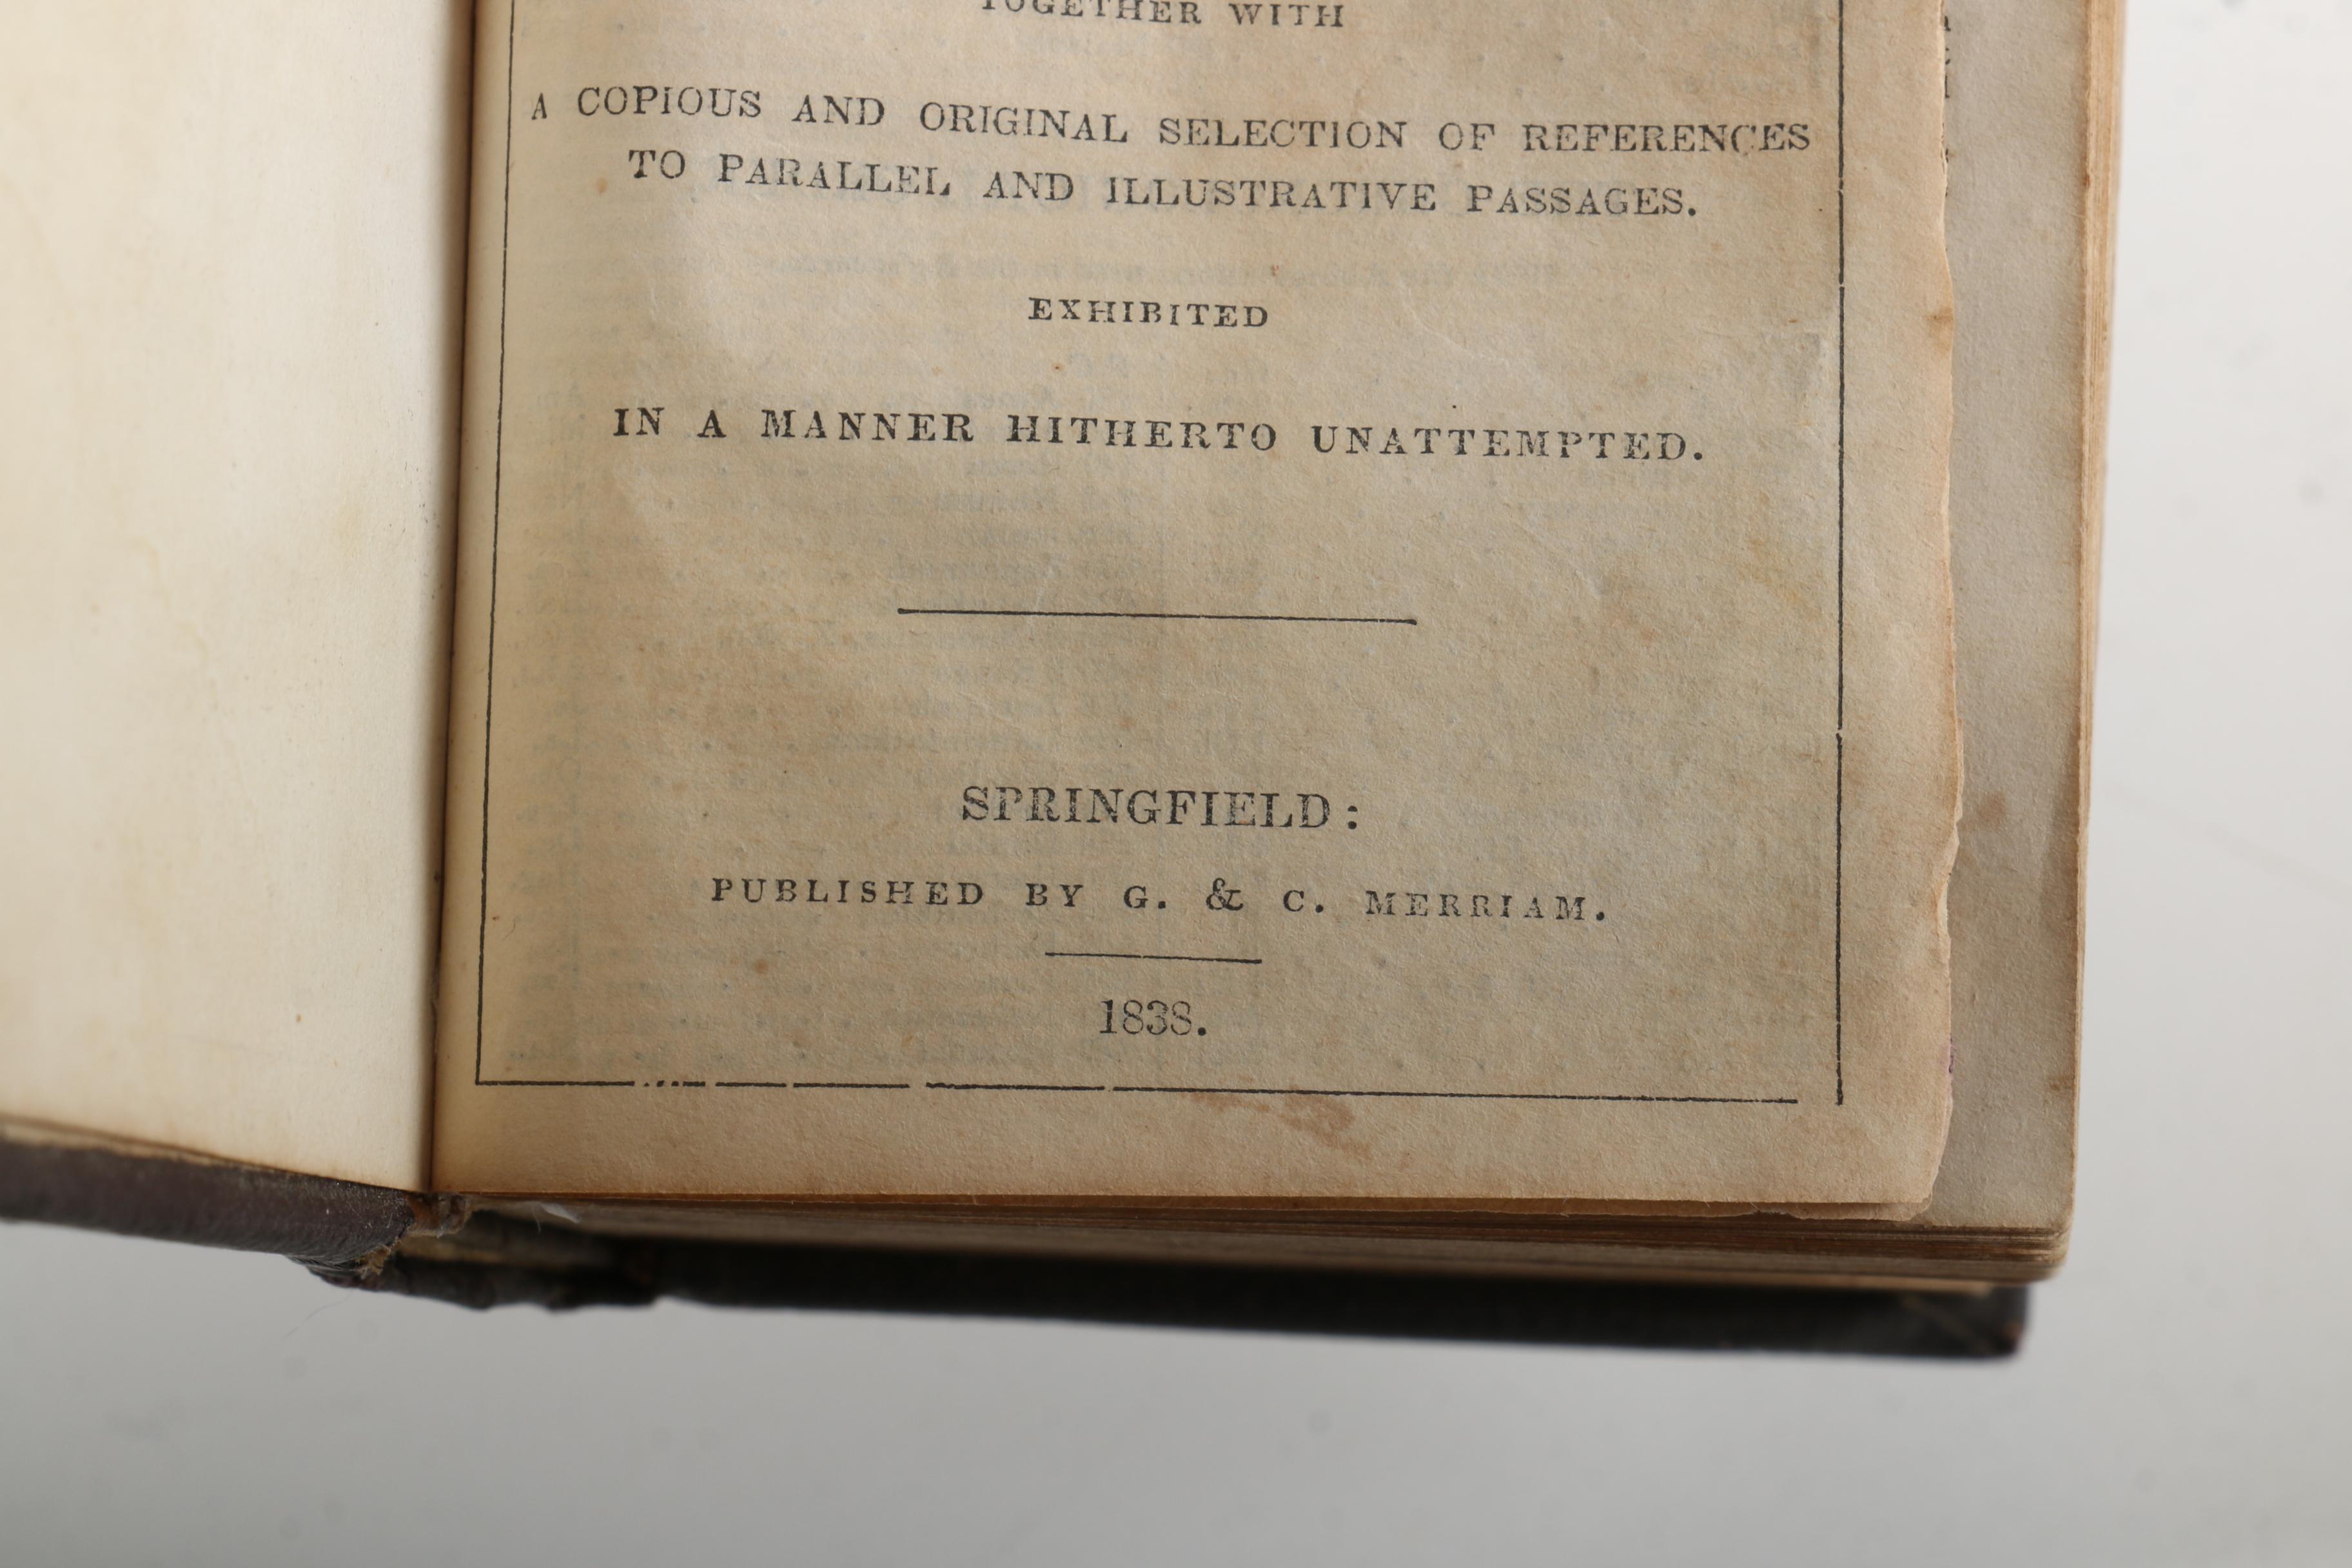 TOGETHER WITH
A COPIOUS AND ORIGINAL SELECTION OF REFERENCES
TO PARALLEL AND ILLUSTRATIVE PASSAGES.
EXHIBITED
IN A MANNER HITHERTO UNATTEMPTED.
SPRINGFIELD:
PUBLISHED BY G. & C. MERRIAM.
1838.